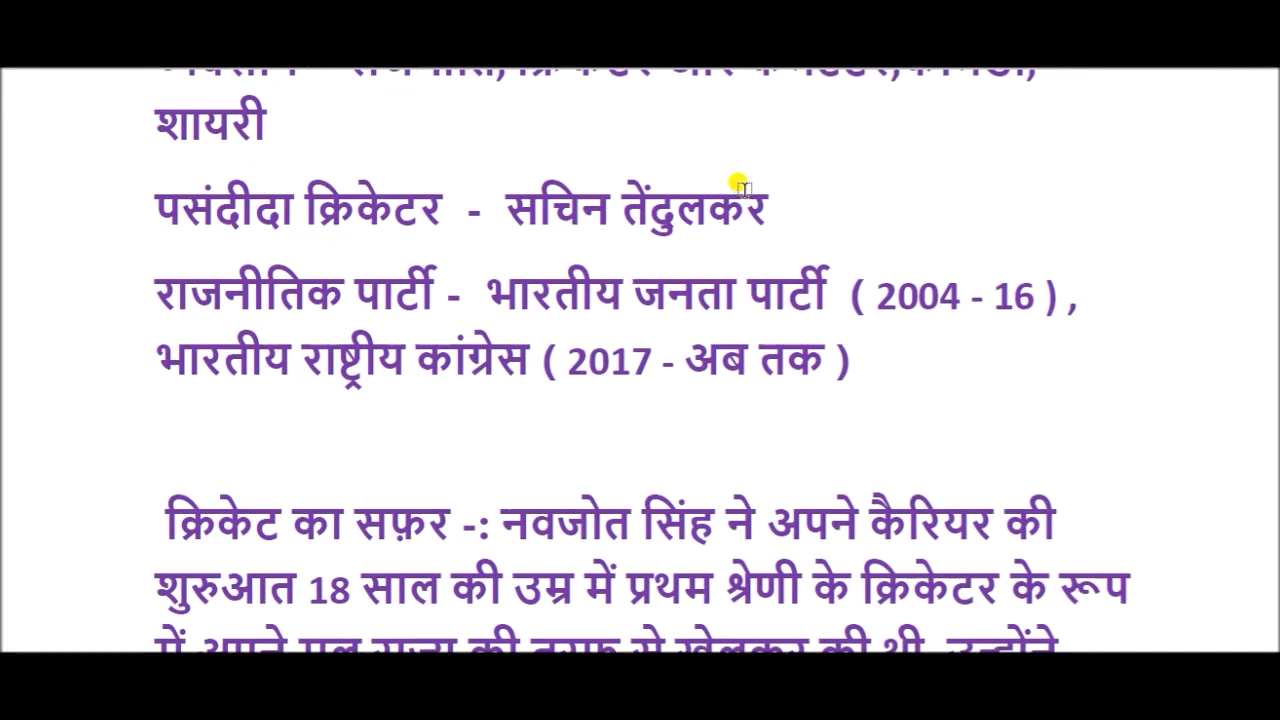 शायरी
पसंदीदा क्रिकेटर - सचिन तेंदुलकर
राजनीतिक पार्टी - भारतीय जनता पार्टी ( 2004 - 16 ) ,
भारतीय राष्ट्रीय कांग्रेस ( 2017 - अब तक )
क्रिकेट का सफ़र -: नवजोत सिंह ने अपने कैरियर की
शुरुआत 18 साल की उम्र में प्रथम श्रेणी के क्रिकेटर के रूप